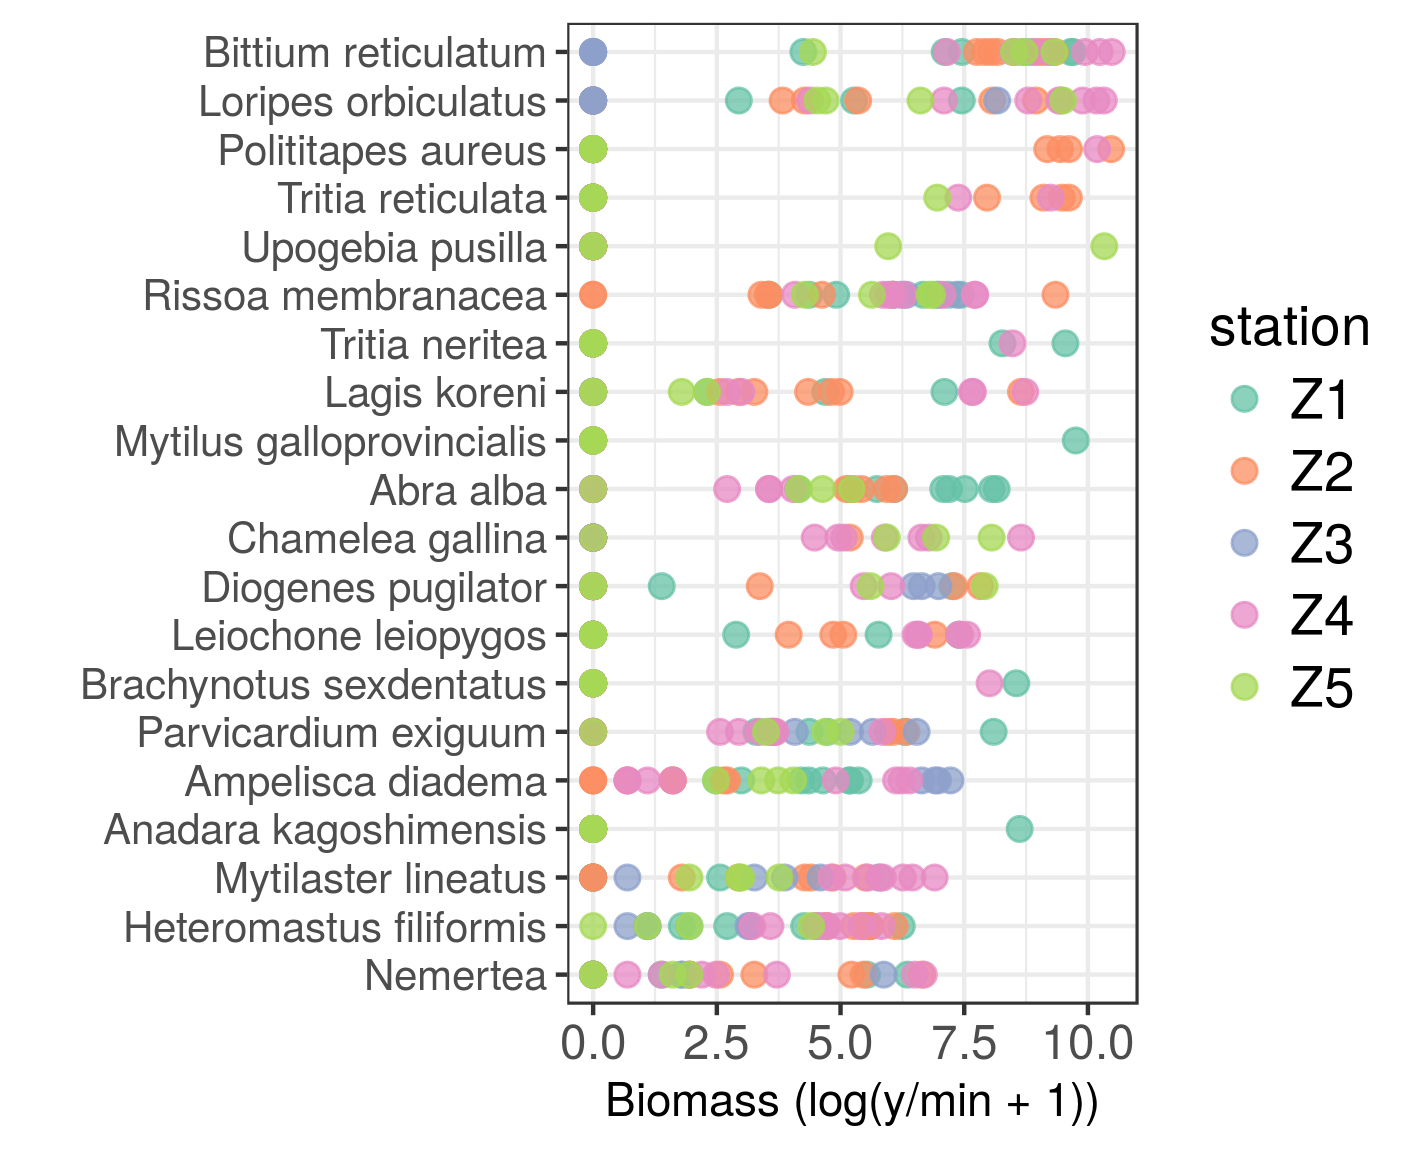 Bittium reticulatum
Loripes orbiculatus
Polititapes aureus
Tritia reticulata
Upogebia pusilla
Rissoa membranacea
Tritia neritea
Lagis koreni
Mytilus galloprovincialis
Abra alba
Chamelea gallina
Diogenes pugilator
Leiochone leiopygos
Brachynotus sexdentatus
Parvicardium exiguum
Ampelisca diadema
Anadara kagoshimensis
Mytilaster lineatus
Heteromastus filiformis
Nemertea
0.0 2.5 5.0 7.5 10.0
Biomass (log(y/min + 1))
station
Z1
Z2
Z3
Z4
Z5